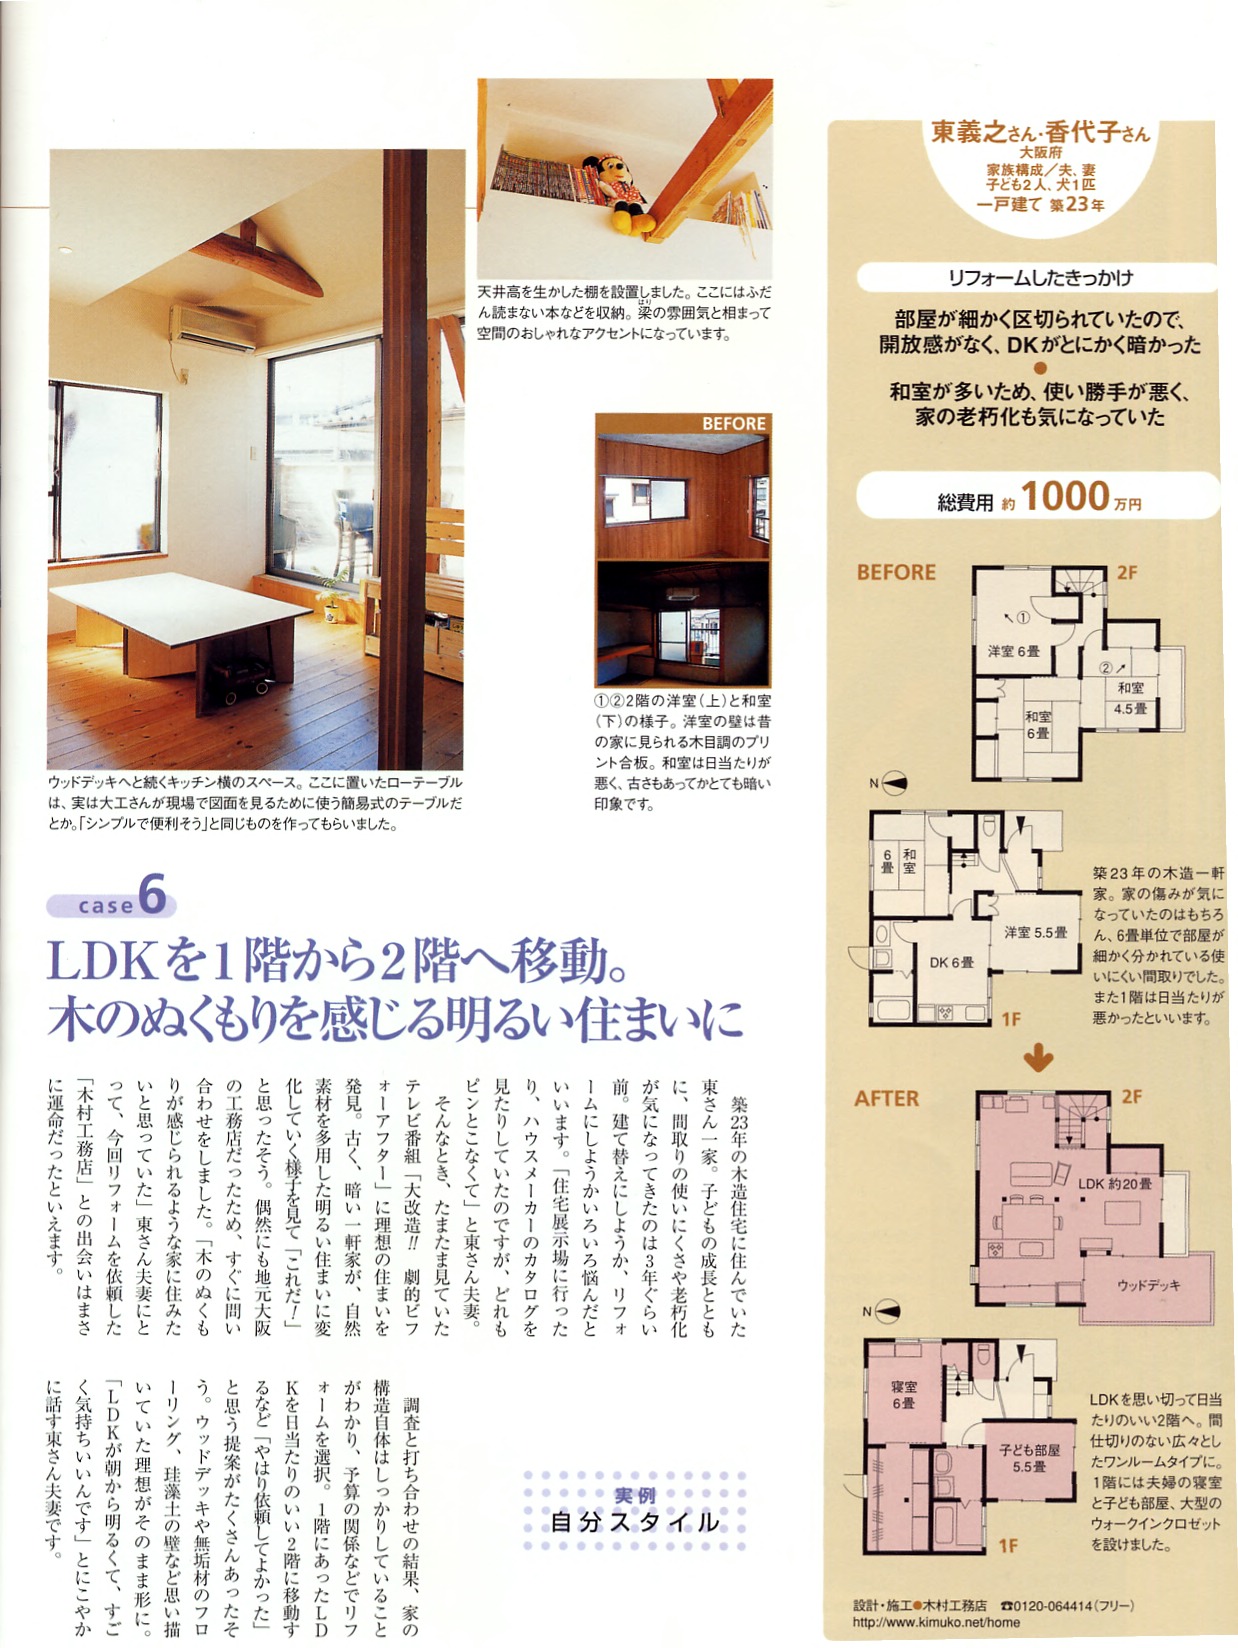 天井高を生かした棚を設置しました。ここにはふだ
ん読まない本などを収納。梁の雰囲気と相まって
空間のおしゃれなアクセントになっています。
ウッドデッキへと続くキッチン横のスペース。ここに置いたローテーブル
は、実は大工さんが現場で図面を見るために使う簡易式のテーブルだ
とか。「シンプルで便利そう」と同じものを作ってもらいました。
BEFORE
①②2階の洋室(上)と和室
(下)の様子。洋室の壁は昔
の家に見られる木目調のプリ
ント合板。和室は日当たりが
悪く、古さもあってかとても暗い
印象です。
case6
LDKを1階から2階へ移動。
木のぬくもりを感じる明るい住まいに
築23年の木造住宅に住んでいた
東さん一家。子どもの成長ととも
に、間取りの使いにくさや老朽化
が気になってきたのは3年ぐらい
前。建て替えにしようか、リフォ
ームにしようかいろいろ悩んだと
いいます。「住宅展示場に行った
り、ハウスメーカーのカタログを
見たりしていたのですが、どれも
ピンとこなくて」と東さん夫妻。
そんなとき、たまたま見ていた
テレビ番組「大改造!! 劇的ビフ
ォーアフター」に理想の住まいを
発見。古く、暗い一軒家が、自然
素材を多用した明るい住まいに変
化していく様子を見て「これだ!」
と思ったそう。偶然にも地元大阪
の工務店だったため、すぐに問い
合わせをしました。「木のぬくも
りが感じられるような家に住みた
いと思っていた」東さん夫妻にと
って、今回リフォームを依頼した
「木村工務店」との出会いはまさ
に運命だったといえます。
調査と打ち合わせの結果、家の
構造自体はしっかりしていること
がわかり、予算の関係などでリフ
ォームを選択。1階にあったLD
Kを日当たりのいい2階に移動す
るなど「やはり依頼してよかった」
と思う提案がたくさんあったそ
う。ウッドデッキや無垢材のフロ
ーリング、珪藻土の壁など思い描
いていた理想がそのまま形に。
「LDKが朝から明るくて、すご
く気持ちいいんです」とにこやか
に話す東さん夫妻です。
実例
自分スタイル
東義之さん・香代子さん
大阪府
家族構成/夫、妻
子ども2人、犬1匹
一戸建て 築23年
リフォームしたきっかけ
部屋が細かく区切られていたので、
開放感がなく、DKがとにかく暗かった
●
和室が多いため、使い勝手が悪く、
家の老朽化も気になっていた
総費用 約1000万円
BEFORE
2F
①
洋室 6畳
②
和室
4.5畳
和室
6畳
N
和室
6畳
洋室 5.5畳
DK 6畳
1F
築23年の木造一軒
家。家の傷みが気に
なっていたのはもちろ
ん、6畳単位で部屋が
細かく分かれている使
いにくい間取りでした。
また1階は日当たりが
悪かったといいます。
AFTER
2F
LDK 約20畳
ウッドデッキ
N
寝室
6畳
子ども部屋
5.5畳
1F
LDKを思い切って日当
たりのいい2階へ。間
仕切りのない広々とし
たワンルームタイプに。
1階には夫婦の寝室
と子ども部屋、大型の
ウォークインクロゼット
を設けました。
設計・施工●木村工務店 ☎0120-064414(フリー)
http://www.kimuko.net/home